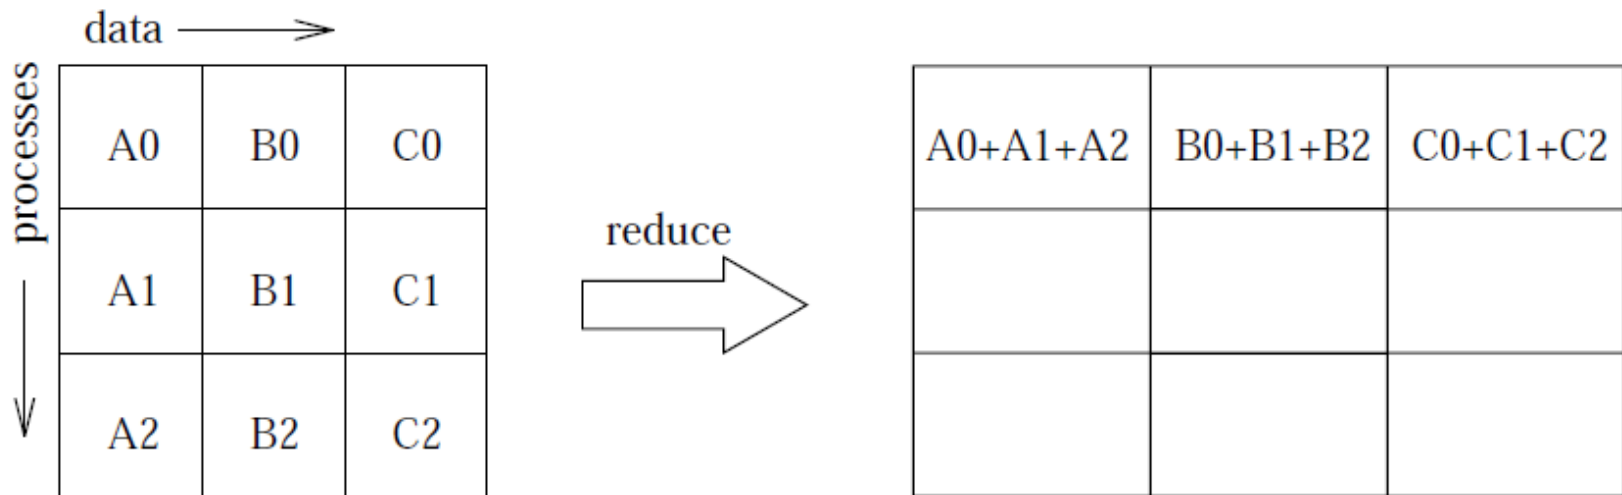 data
processes
A0 B0 C0
A1 B1 C1
A2 B2 C2
reduce
A0+A1+A2 B0+B1+B2 C0+C1+C2